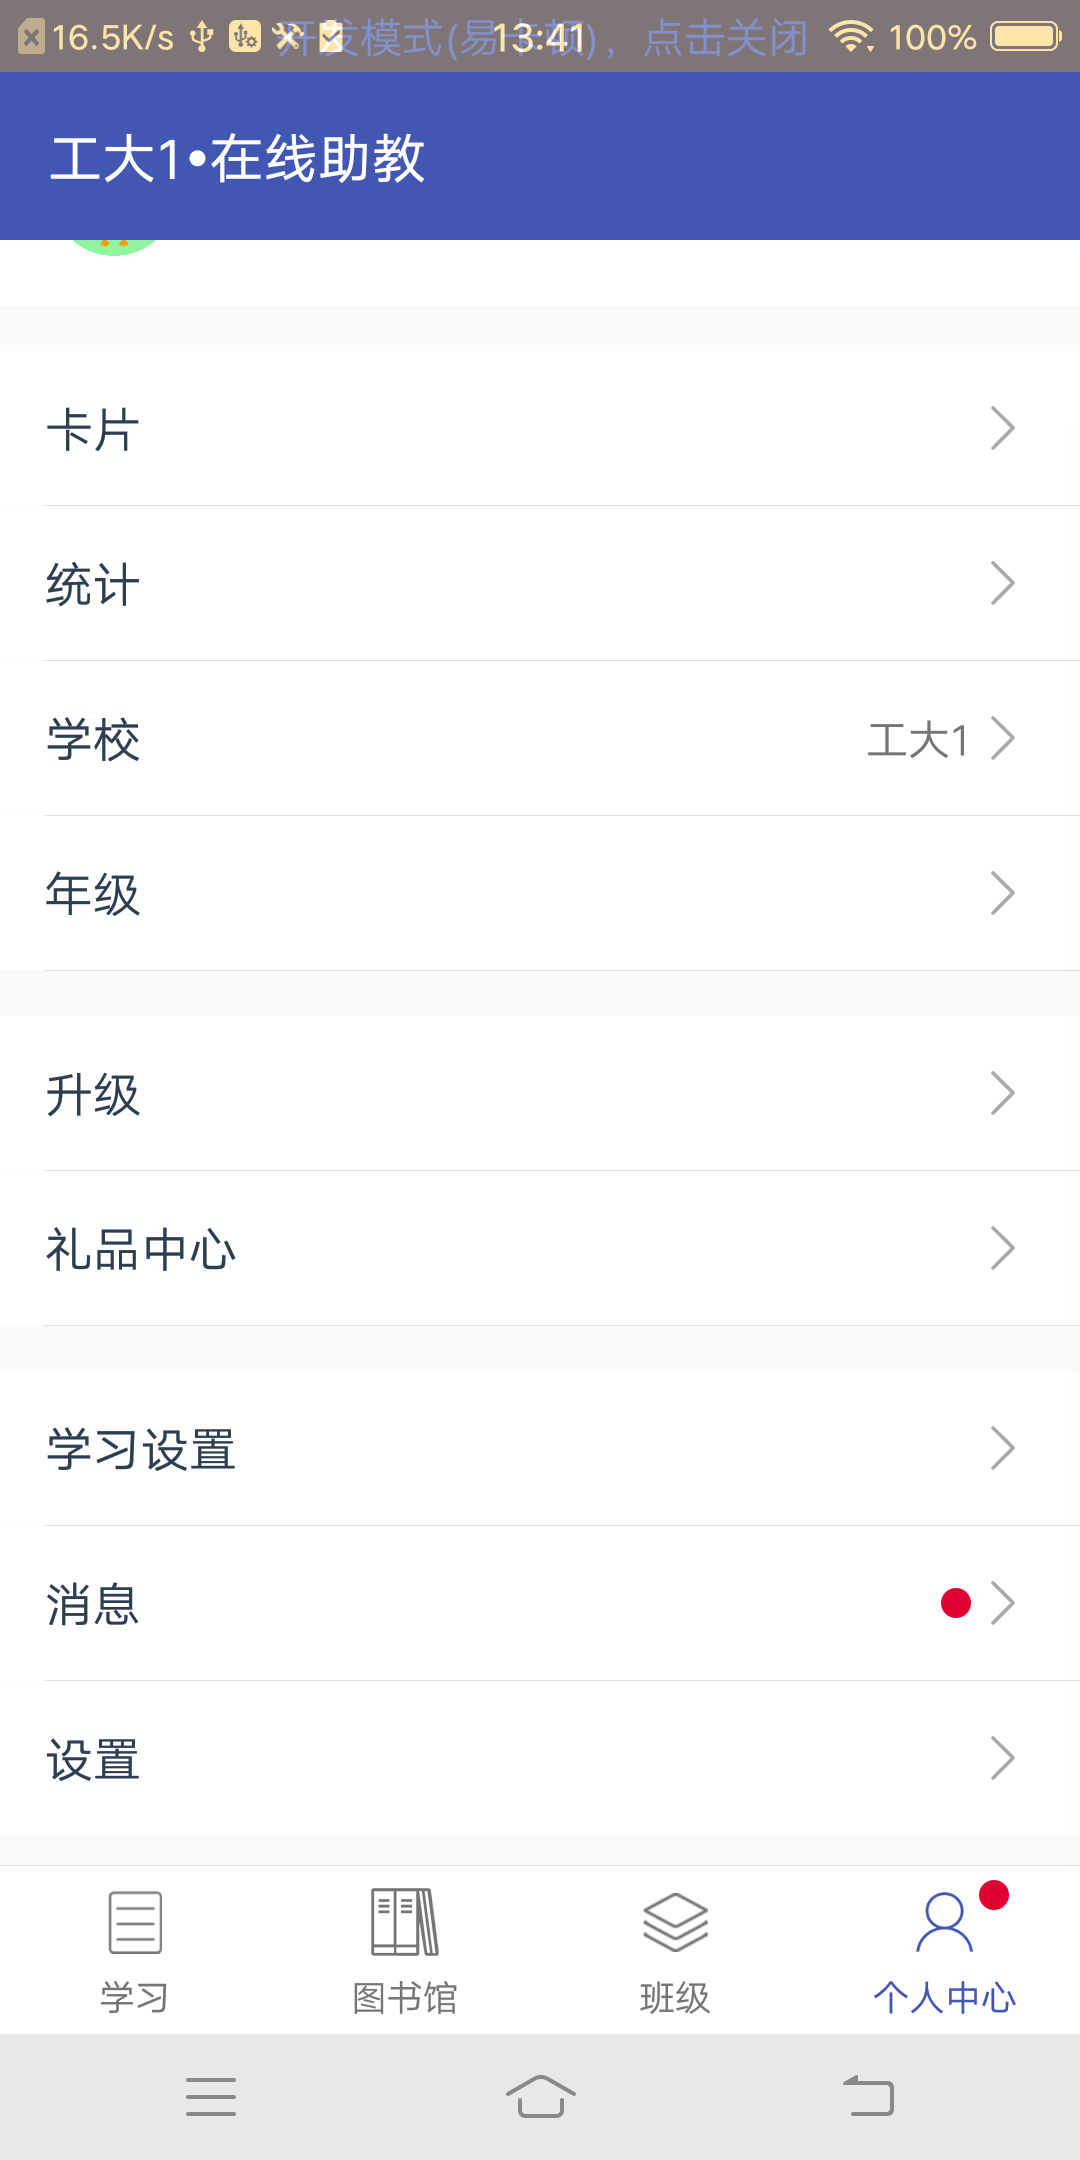 16.5K/s 开发模式(易卡顿)，点击关闭 13:41 100%
工大1•在线助教
卡片
统计
学校 工大1
年级
升级
礼品中心
学习设置
消息
设置
学习 图书馆 班级 个人中心